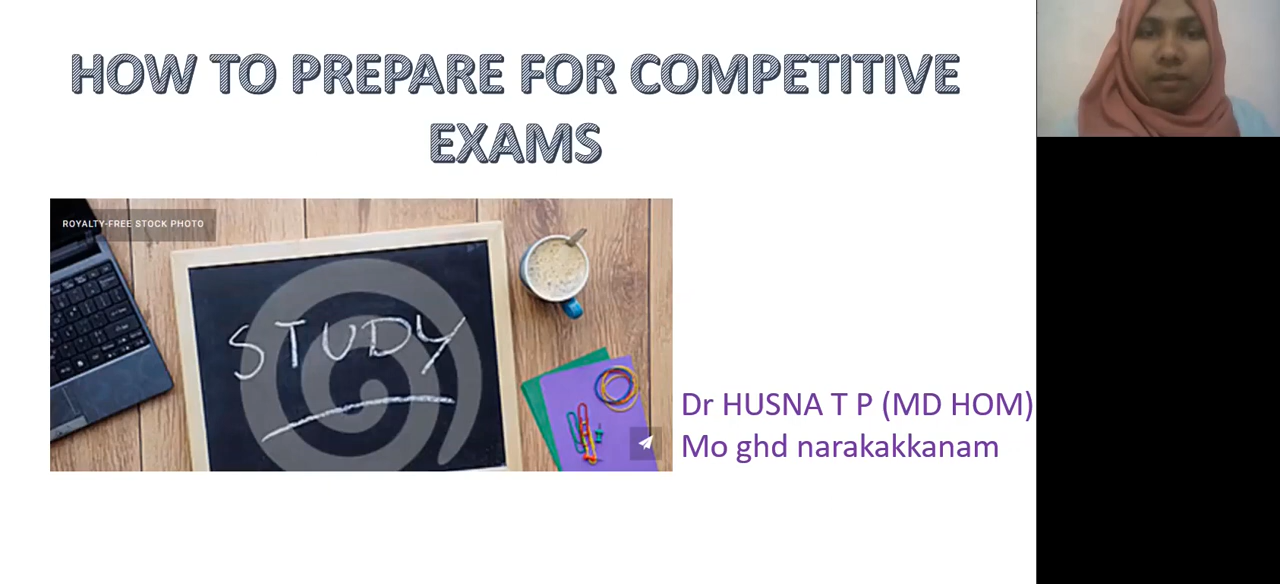 HOW TO PREPARE FOR COMPETITIVE
EXAMS
ROYALTY-FREE STOCK PHOTO
STUDY
Dr HUSNA T P (MD HOM)
Mo ghd narakakkanam